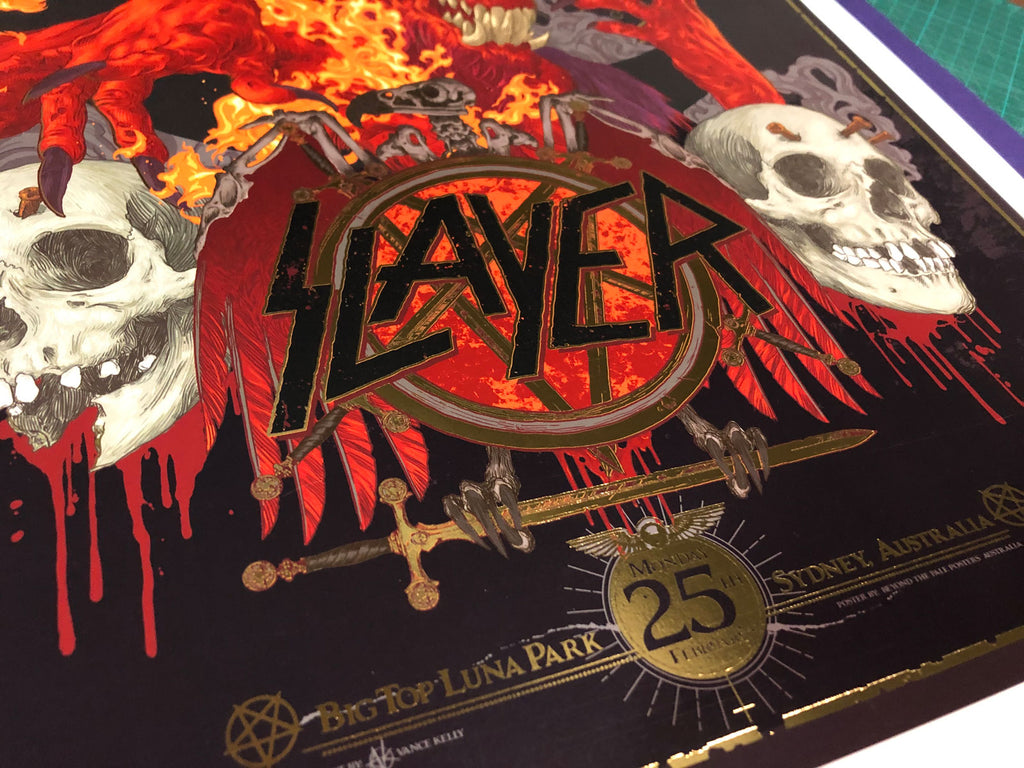 SLAYER
MONDAY
25TH
FEBRUARY
SYDNEY, AUSTRALIA
POSTER BY: BEYOND THE PALE POSTERS AUSTRALIA
BIG TOP LUNA PARK
BY VANCE KELLY